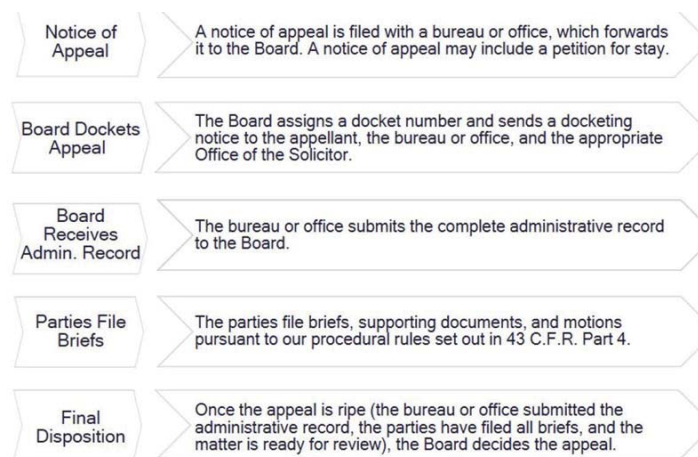 Notice of
Appeal
A notice of appeal is filed with a bureau or office, which forwards
it to the Board. A notice of appeal may include a petition for stay.
Board Dockets
Appeal
The Board assigns a docket number and sends a docketing
notice to the appellant, the bureau or office, and the appropriate
Office of the Solicitor.
Board
Receives
Admin. Record
The bureau or office submits the complete administrative record
to the Board.
Parties File
Briefs
The parties file briefs, supporting documents, and motions
pursuant to our procedural rules set out in 43 C.F.R. Part 4.
Final
Disposition
Once the appeal is ripe (the bureau or office submitted the
administrative record, the parties have filed all briefs, and the
matter is ready for review), the Board decides the appeal.